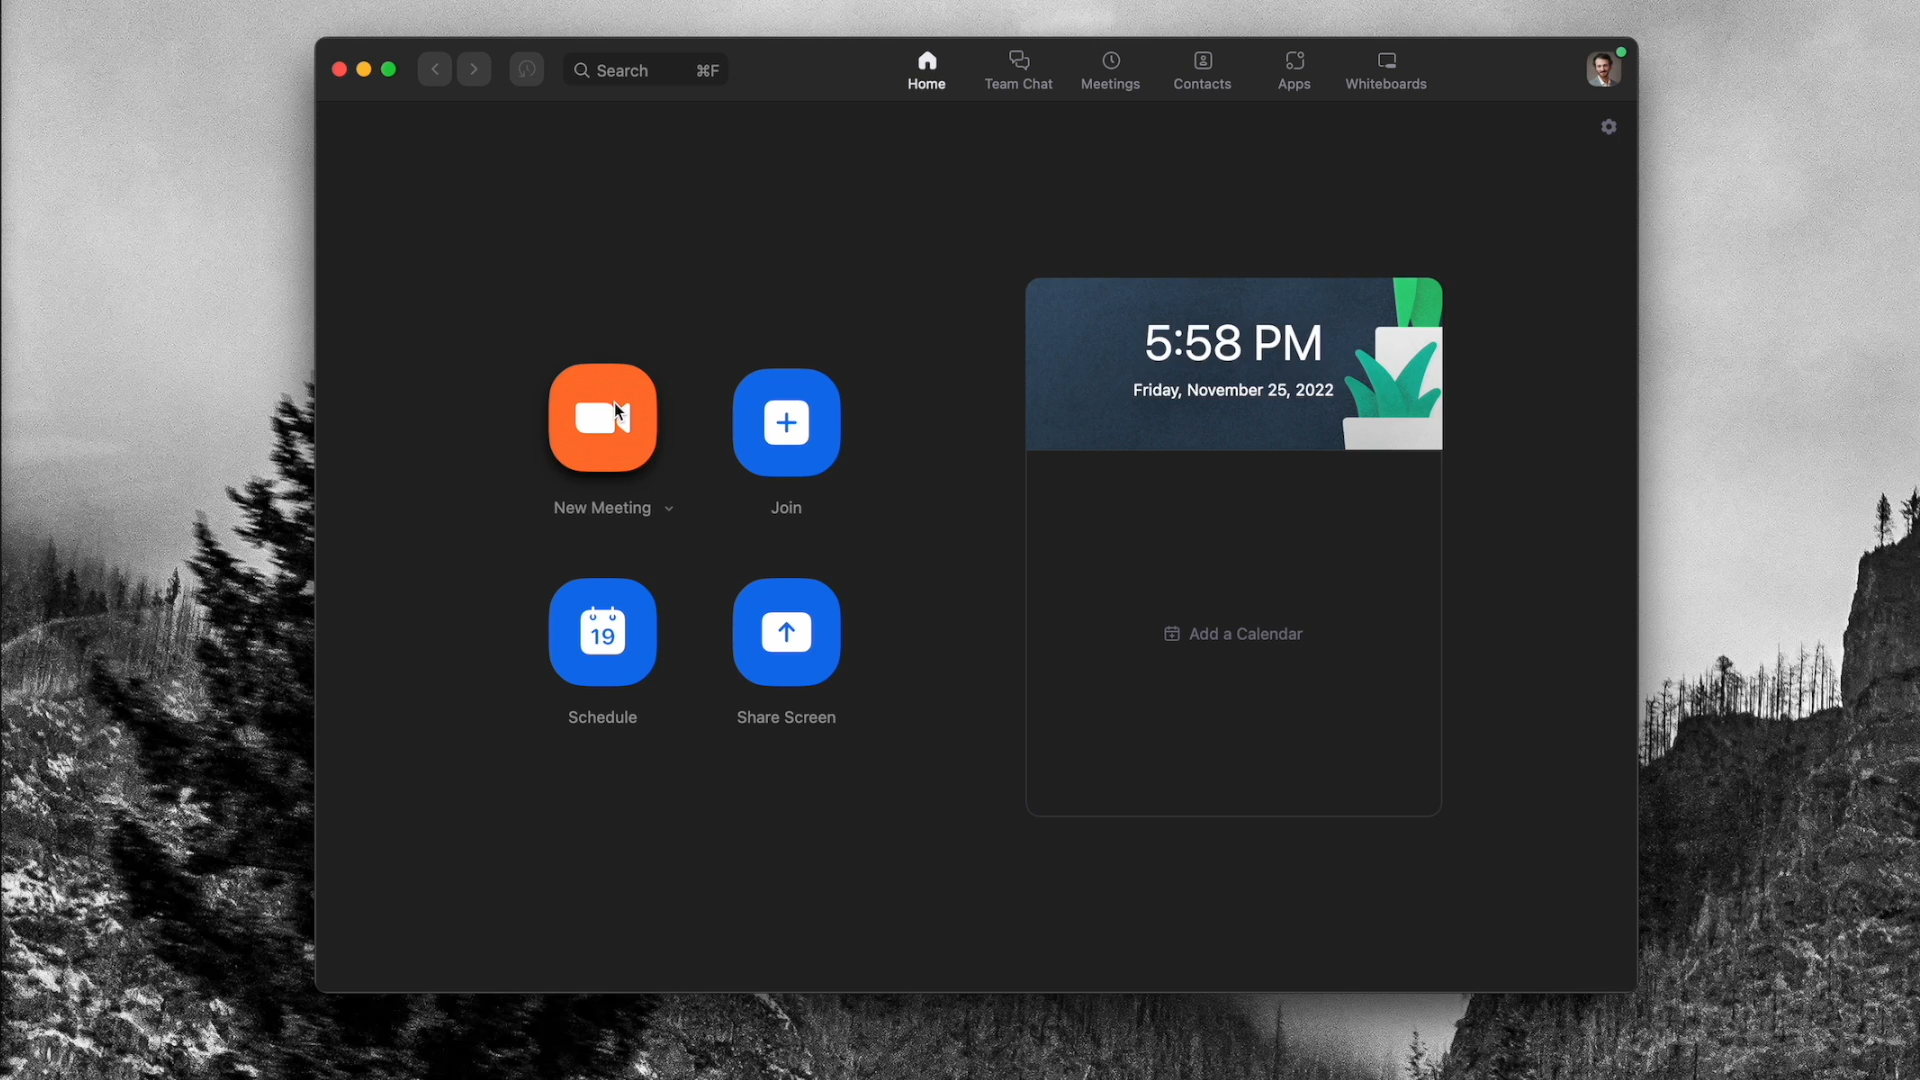 Search ⌘F
Home
Team Chat
Meetings
Contacts
Apps
Whiteboards
5:58 PM
Friday, November 25, 2022
New Meeting
Join
19
Schedule
Share Screen
Add a Calendar